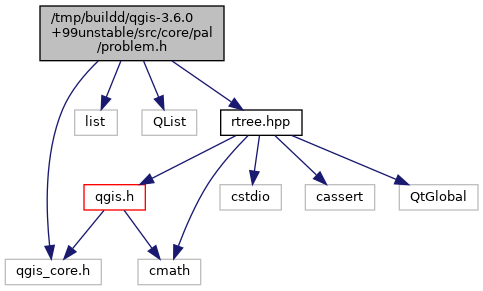 /tmp/buildd/qgis-3.6.0
+99unstable/src/core/pal
/problem.h
list
QList
rtree.hpp
qgis.h
cstdio
cassert
QtGlobal
qgis_core.h
cmath